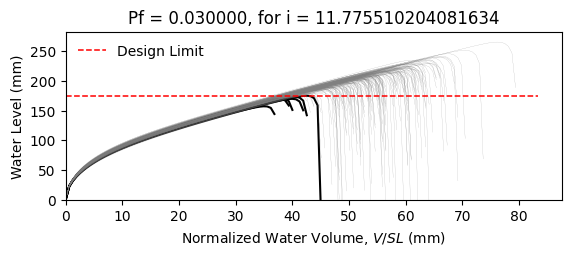 Pf = 0.030000, for i = 11.775510204081634
Design Limit
Water Level (mm)
250
200
150
100
50
0
0 10 20 30 40 50 60 70 80
Normalized Water Volume, V/SL (mm)